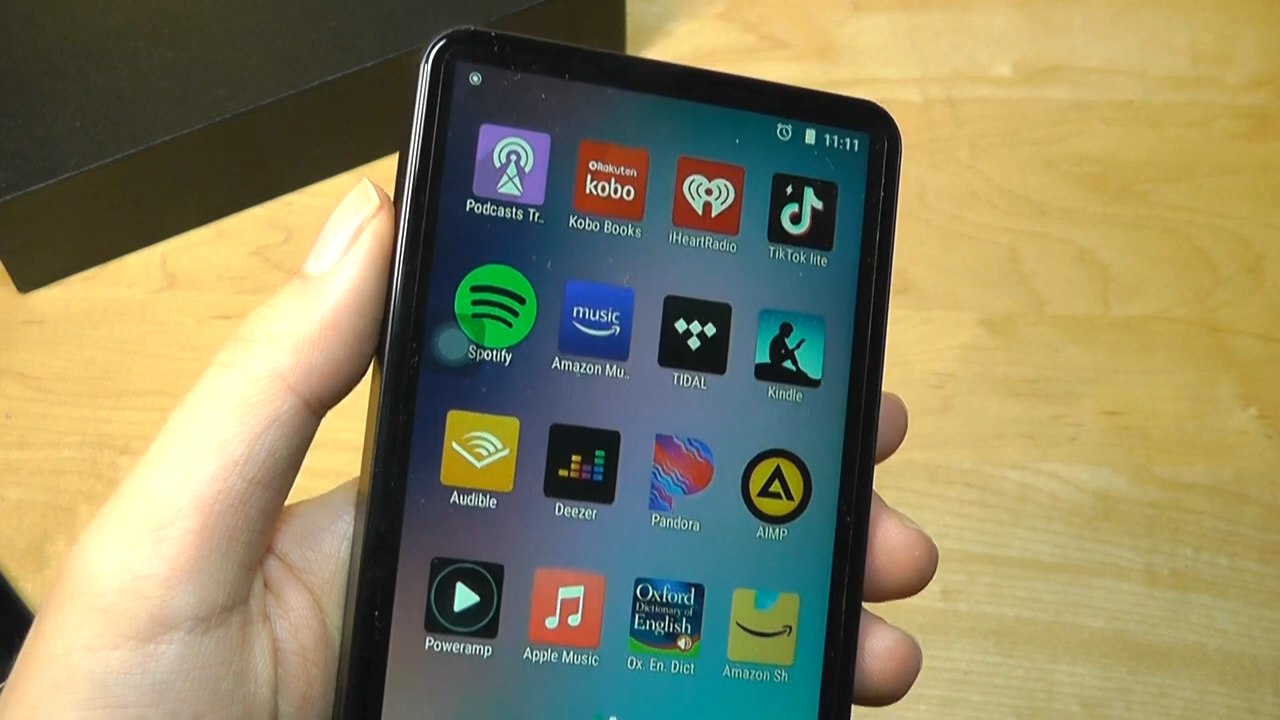 11:11
Podcasts Tr..
Rakuten
kobo
Kobo Books
iHeartRadio
TikTok lite
Spotify
music
Amazon Mu..
TIDAL
Kindle
Audible
Deezer
Pandora
AIMP
Poweramp
Apple Music
Oxford
Dictionary of
English
Ox. En. Dict
Amazon Sh.